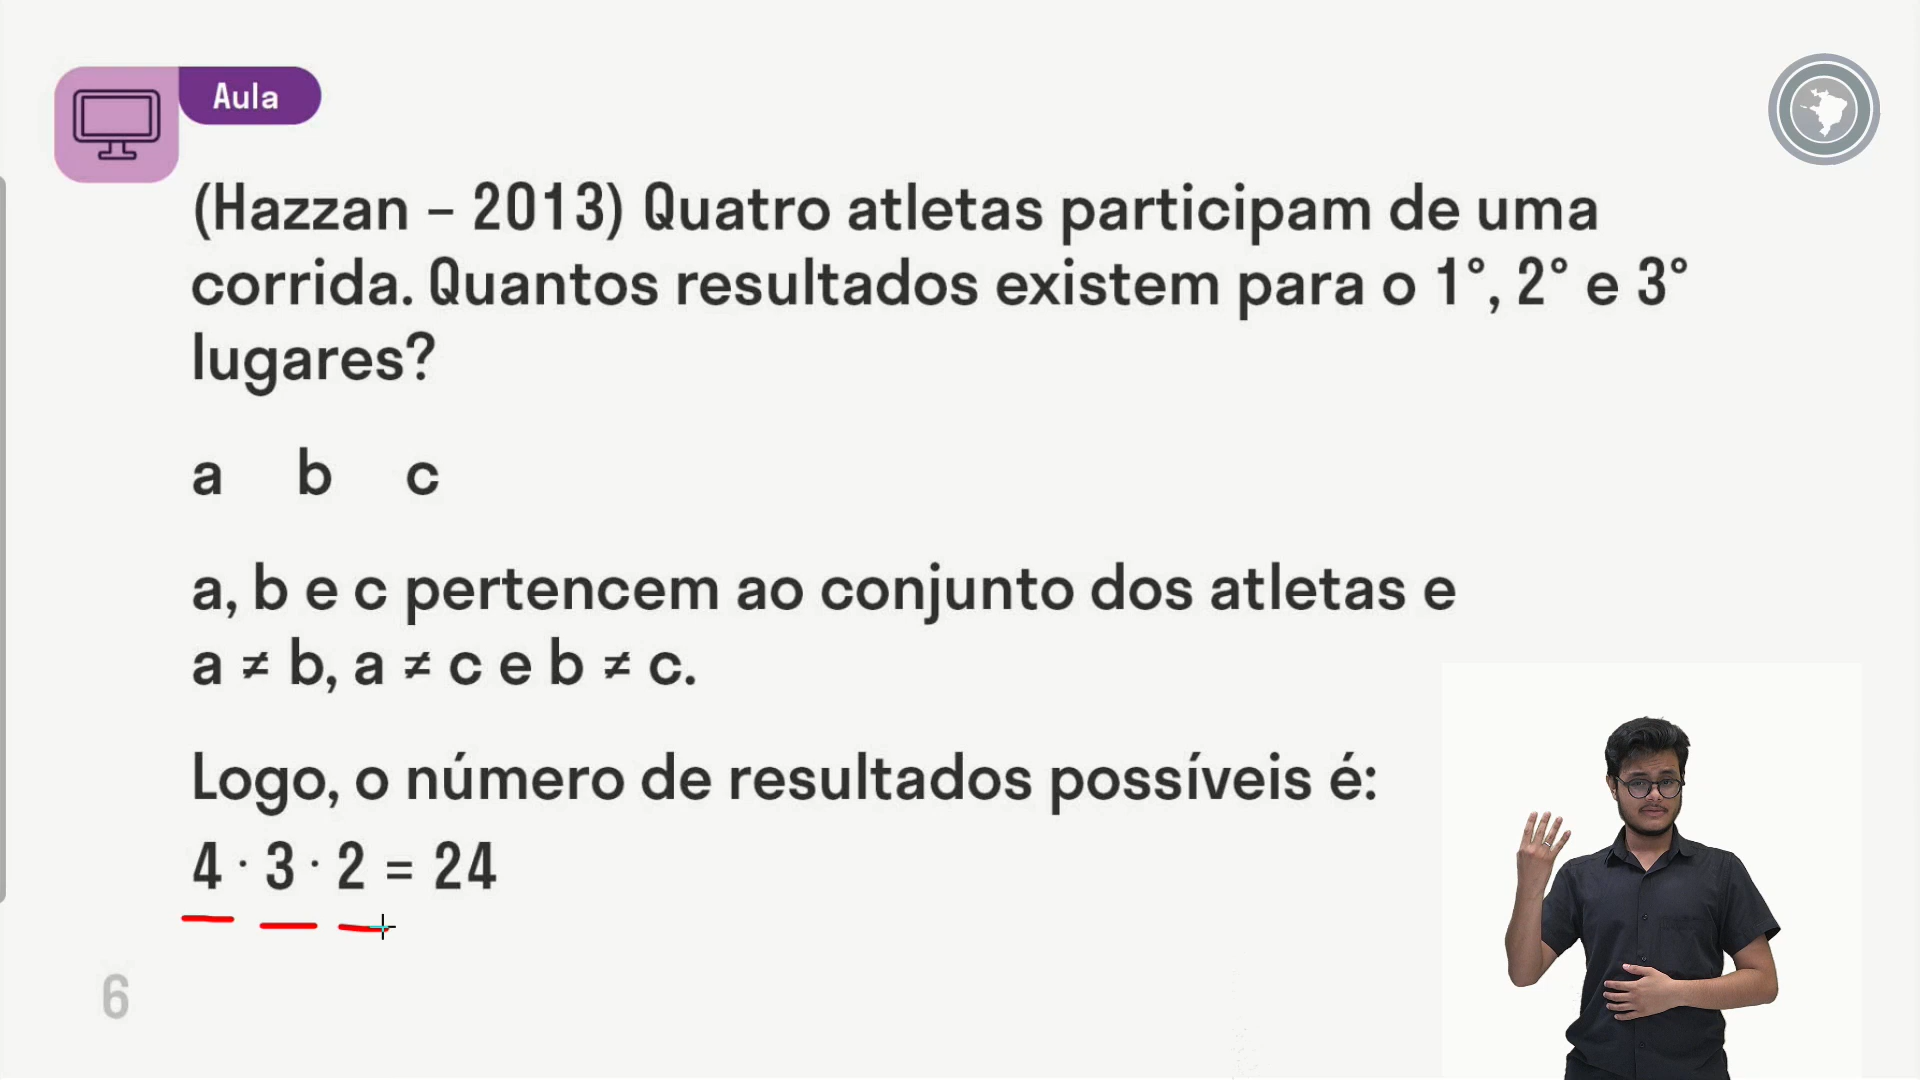 Aula
(Hazzan – 2013) Quatro atletas participam de uma
corrida. Quantos resultados existem para o 1°, 2° e 3°
lugares?
a b c
a, b e c pertencem ao conjunto dos atletas e
a ≠ b, a ≠ c e b ≠ c.
Logo, o número de resultados possíveis é:
4 · 3 · 2 = 24
6